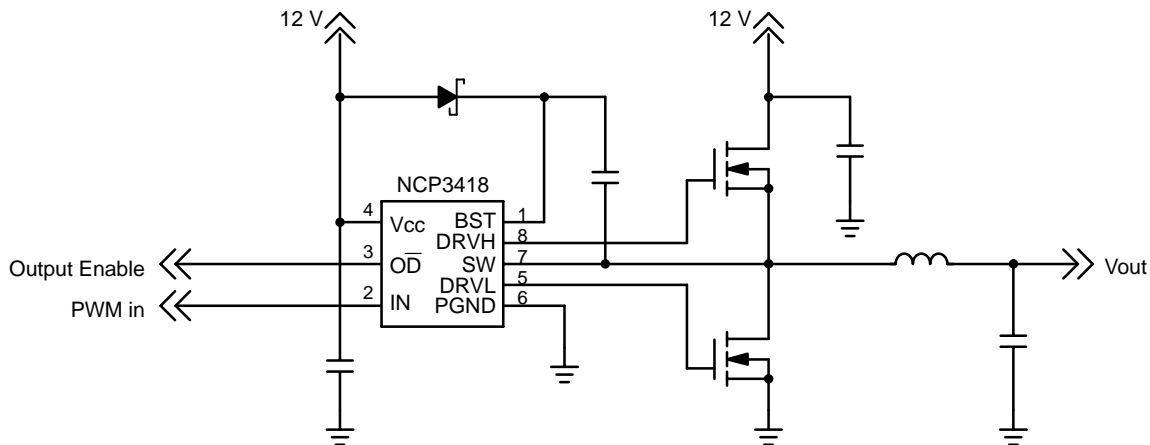 12 V
12 V
NCP3418
4
Vcc
BST
1
DRVH
8
Output Enable
3
OD̅
SW
7
DRVL
5
PWM in
2
IN
PGND
6
Vout